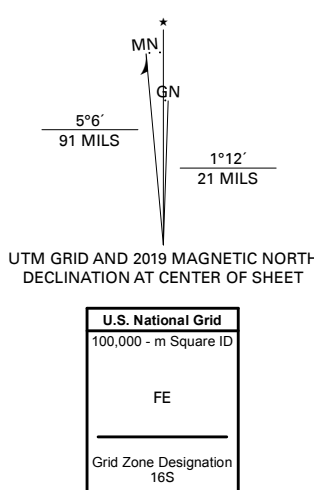 ★
MN
GN
5°6´
91 MILS
1°12´
21 MILS
UTM GRID AND 2019 MAGNETIC NORTH
DECLINATION AT CENTER OF SHEET
U.S. National Grid
100,000 - m Square ID
FE
Grid Zone Designation
16S